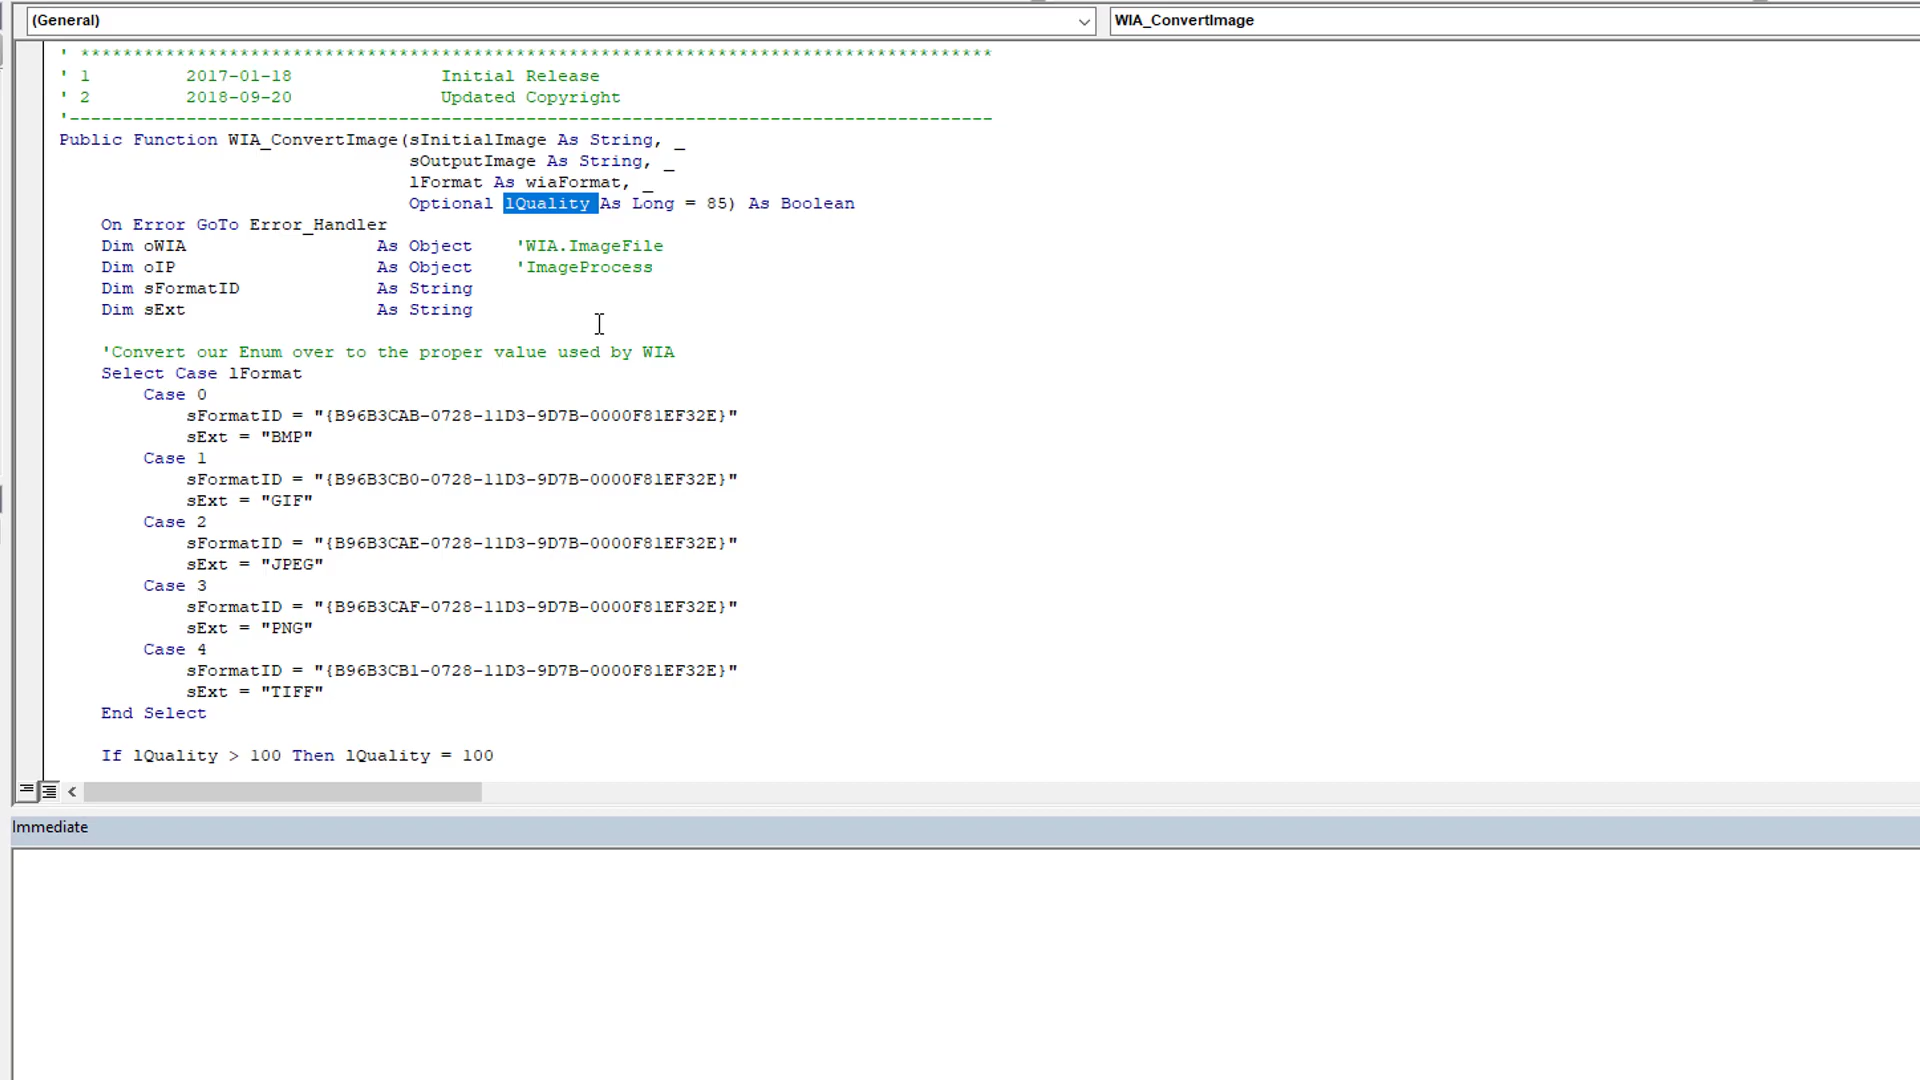 (General)
WIA_ConvertImage
' **************************************************************************************
' 1 2017-01-18 Initial Release
' 2 2018-09-20 Updated Copyright
'---------------------------------------------------------------------------------------
Public Function WIA_ConvertImage(sInitialImage As String, _
sOutputImage As String, _
lFormat As wiaFormat, _
Optional lQuality As Long = 85) As Boolean
On Error GoTo Error_Handler
Dim oWIA As Object 'WIA.ImageFile
Dim oIP As Object 'ImageProcess
Dim sFormatID As String
Dim sExt As String
'Convert our Enum over to the proper value used by WIA
Select Case lFormat
Case 0
sFormatID = "{B96B3CAB-0728-11D3-9D7B-0000F81EF32E}"
sExt = "BMP"
Case 1
sFormatID = "{B96B3CB0-0728-11D3-9D7B-0000F81EF32E}"
sExt = "GIF"
Case 2
sFormatID = "{B96B3CAE-0728-11D3-9D7B-0000F81EF32E}"
sExt = "JPEG"
Case 3
sFormatID = "{B96B3CAF-0728-11D3-9D7B-0000F81EF32E}"
sExt = "PNG"
Case 4
sFormatID = "{B96B3CB1-0728-11D3-9D7B-0000F81EF32E}"
sExt = "TIFF"
End Select
If lQuality > 100 Then lQuality = 100
Immediate